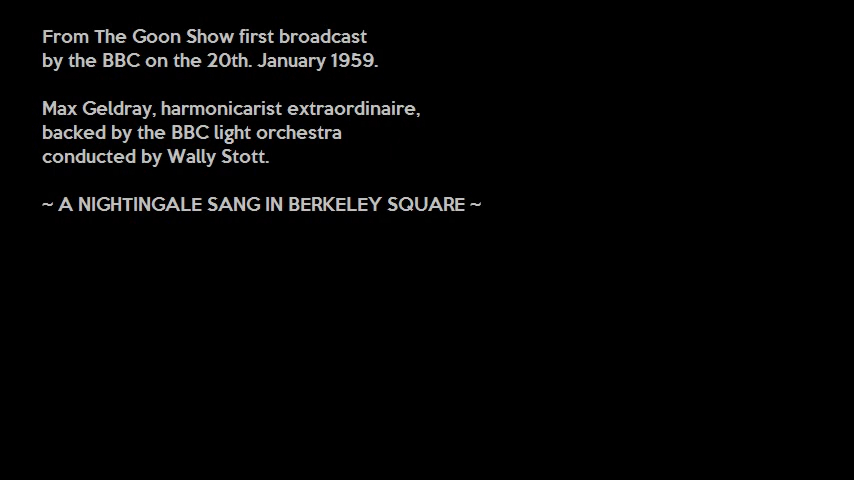 From The Goon Show first broadcast
by the BBC on the 20th. January 1959.
Max Geldray, harmonicarist extraordinaire,
backed by the BBC light orchestra
conducted by Wally Stott.
~ A NIGHTINGALE SANG IN BERKELEY SQUARE ~